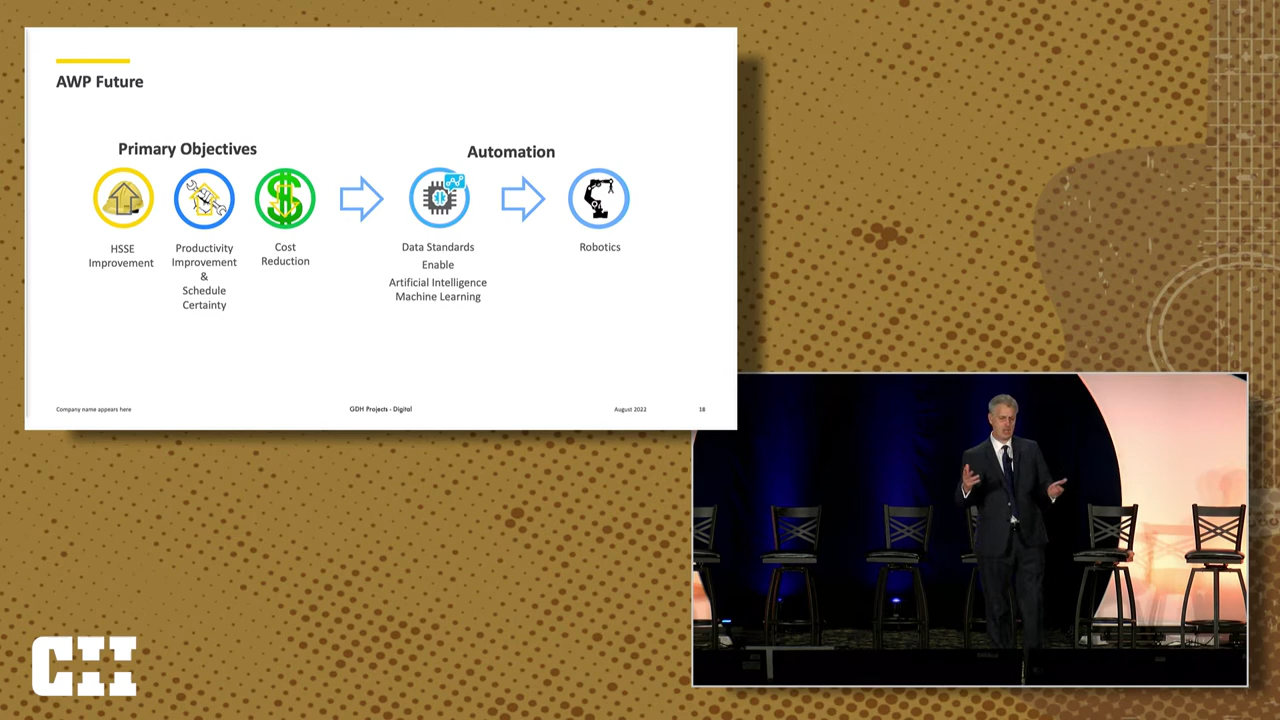 AWP Future
Primary Objectives
Automation
HSSE
Improvement
Productivity
Improvement
&
Schedule
Certainty
Cost
Reduction
Data Standards
Enable
Artificial Intelligence
Machine Learning
Robotics
Company name appears here
GDH Projects - Digital
August 2022
18
CII